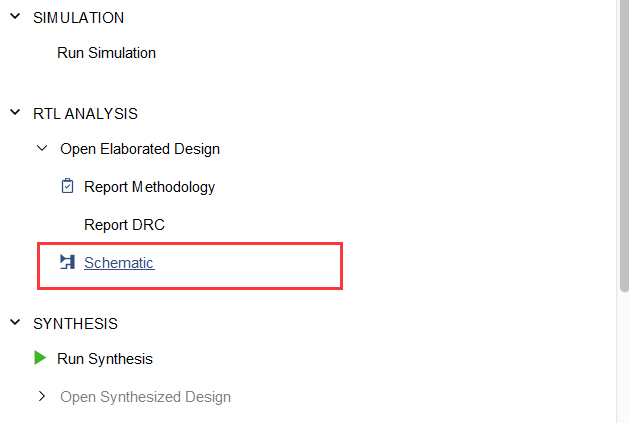 SIMULATION
Run Simulation
RTL ANALYSIS
Open Elaborated Design
Report Methodology
Report DRC
Schematic
SYNTHESIS
Run Synthesis
Open Synthesized Design